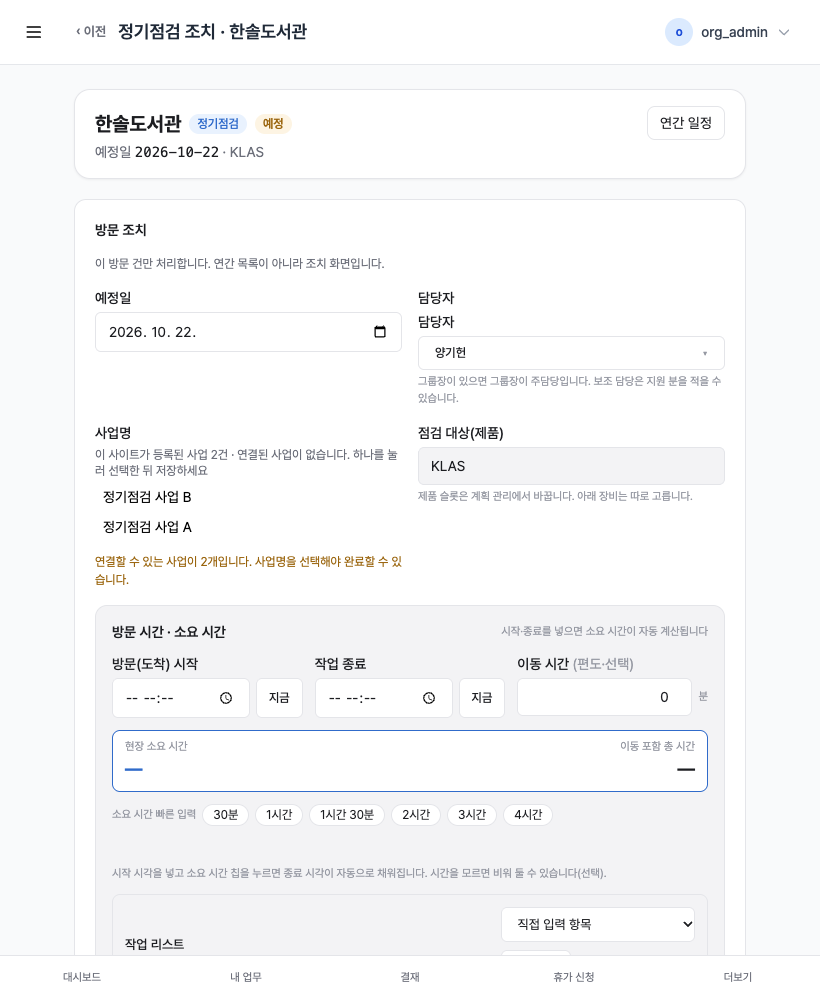 ‹ 이전 정기점검 조치 · 한솔도서관
o org_admin
한솔도서관 정기점검 예정
연간 일정
예정일 2026-10-22 · KLAS
방문 조치
이 방문 건만 처리합니다. 연간 목록이 아니라 조치 화면입니다.
예정일
2026. 10. 22.
담당자
담당자
양기헌
그룹장이 있으면 그룹장이 주담당입니다. 보조 담당은 지원 분을 적을 수
있습니다.
사업명
이 사이트가 등록된 사업 2건 · 연결된 사업이 없습니다. 하나를 눌
러 선택한 뒤 저장하세요
정기점검 사업 B
정기점검 사업 A
연결할 수 있는 사업이 2개입니다. 사업명을 선택해야 완료할 수 있
습니다.
점검 대상(제품)
KLAS
제품 슬롯은 계획 관리에서 바꿉니다. 아래 장비는 따로 고릅니다.
방문 시간 · 소요 시간
시작·종료를 넣으면 소요 시간이 자동 계산됩니다
방문(도착) 시작
-- --:-- 지금
작업 종료
-- --:-- 지금
이동 시간 (편도·선택)
0 분
현장 소요 시간
—
이동 포함 총 시간
—
소요 시간 빠른 입력 30분 1시간 1시간 30분 2시간 3시간 4시간
시작 시각을 넣고 소요 시간 칩을 누르면 종료 시각이 자동으로 채워집니다. 시간을 모르면 비워 둘 수 있습니다(선택).
직접 입력 항목
작업 리스트
대시보드 내 업무 결재 휴가 신청 더보기